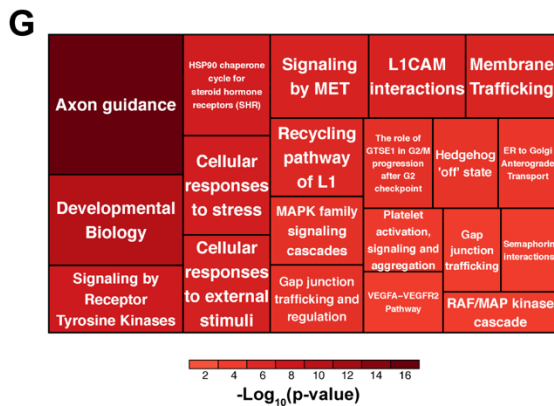 G
Axon guidance
Developmental
Biology
Signaling by
Receptor
Tyrosine Kinases
HSP90 chaperone
cycle for
steroid hormone
receptors (SHR)
Cellular
responses
to stress
Cellular
responses
to external
stimuli
Signaling
by MET
Recycling
pathway
of L1
MAPK family
signaling
cascades
Gap junction
trafficking and
regulation
L1CAM
interactions
Membrane
Trafficking
The role of
GTSE1 in G2/M
progression
after G2
checkpoint
Hedgehog
'off' state
ER to Golgi
Anterograde
Transport
Platelet
activation,
signaling and
aggregation
VEGFA–VEGFR2
Pathway
Gap
junction
trafficking
Semaphorin
interactions
RAF/MAP kinase
cascade
2 4 6 8 10 12 14 16
-Log10(p-value)